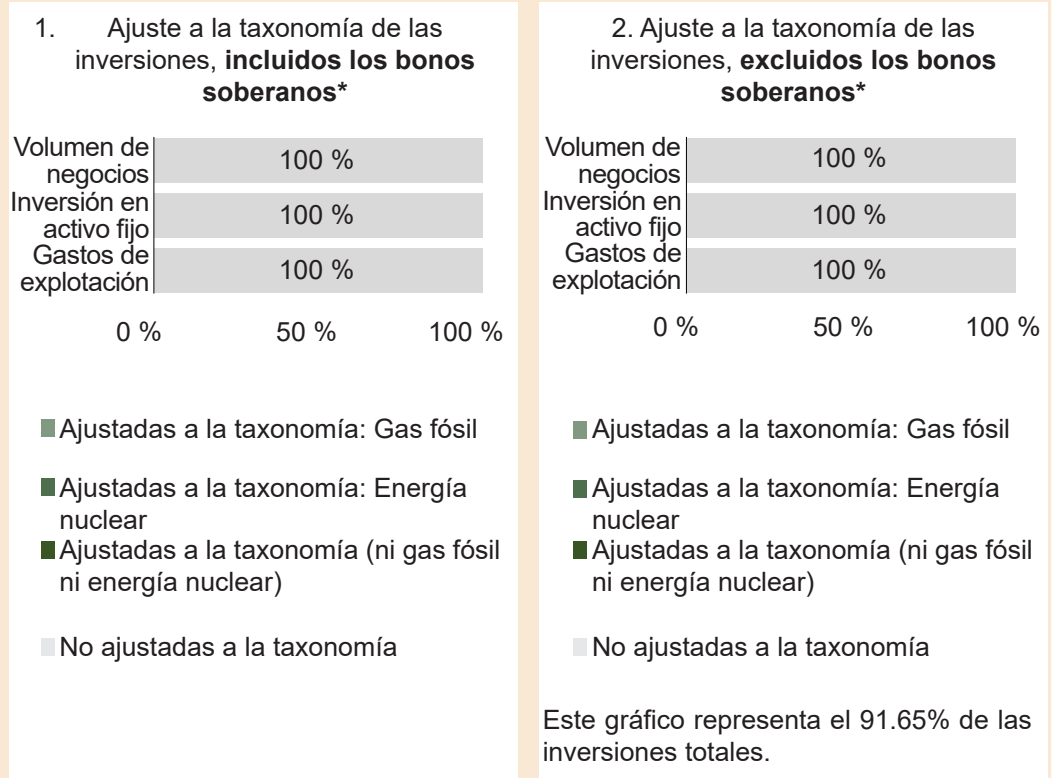 1. Ajuste a la taxonomía de las
inversiones, incluidos los bonos
soberanos*
Volumen de
negocios
100 %
Inversión en
activo fijo
100 %
Gastos de
explotación
100 %
0 % 50 % 100 %
Ajustadas a la taxonomía: Gas fósil
Ajustadas a la taxonomía: Energía
nuclear
Ajustadas a la taxonomía (ni gas fósil
ni energía nuclear)
No ajustadas a la taxonomía
2. Ajuste a la taxonomía de las
inversiones, excluidos los bonos
soberanos*
Volumen de
negocios
100 %
Inversión en
activo fijo
100 %
Gastos de
explotación
100 %
0 % 50 % 100 %
Ajustadas a la taxonomía: Gas fósil
Ajustadas a la taxonomía: Energía
nuclear
Ajustadas a la taxonomía (ni gas fósil
ni energía nuclear)
No ajustadas a la taxonomía
Este gráfico representa el 91.65% de las
inversiones totales.